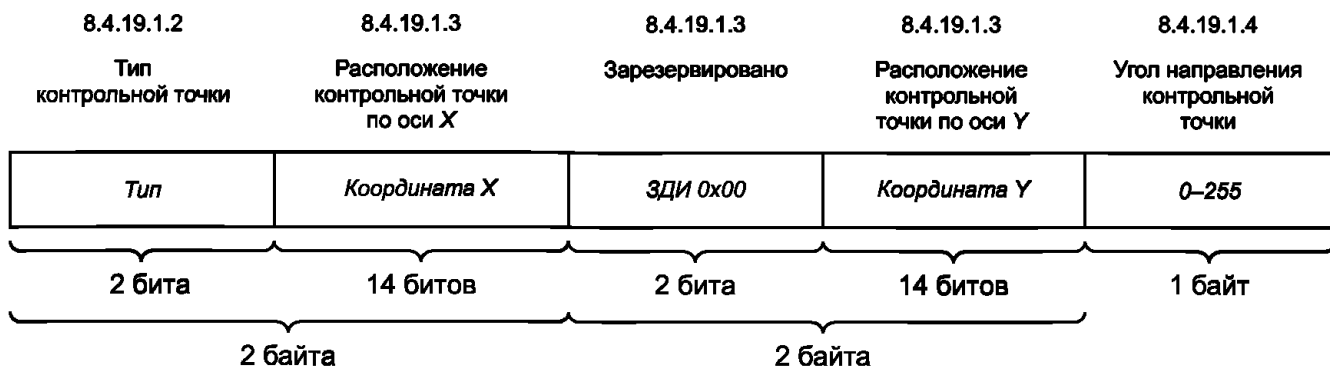 8.4.19.1.2 8.4.19.1.3 8.4.19.1.3 8.4.19.1.3 8.4.19.1.4
Тип
контрольной точки
Расположение
контрольной точки
по оси X
Зарезервировано
Расположение
контрольной
точки по оси Y
Угол направления
контрольной
точки
Тип Координата X ЗДИ 0x00 Координата Y 0–255
2 бита 14 битов 2 бита 14 битов 1 байт
2 байта 2 байта